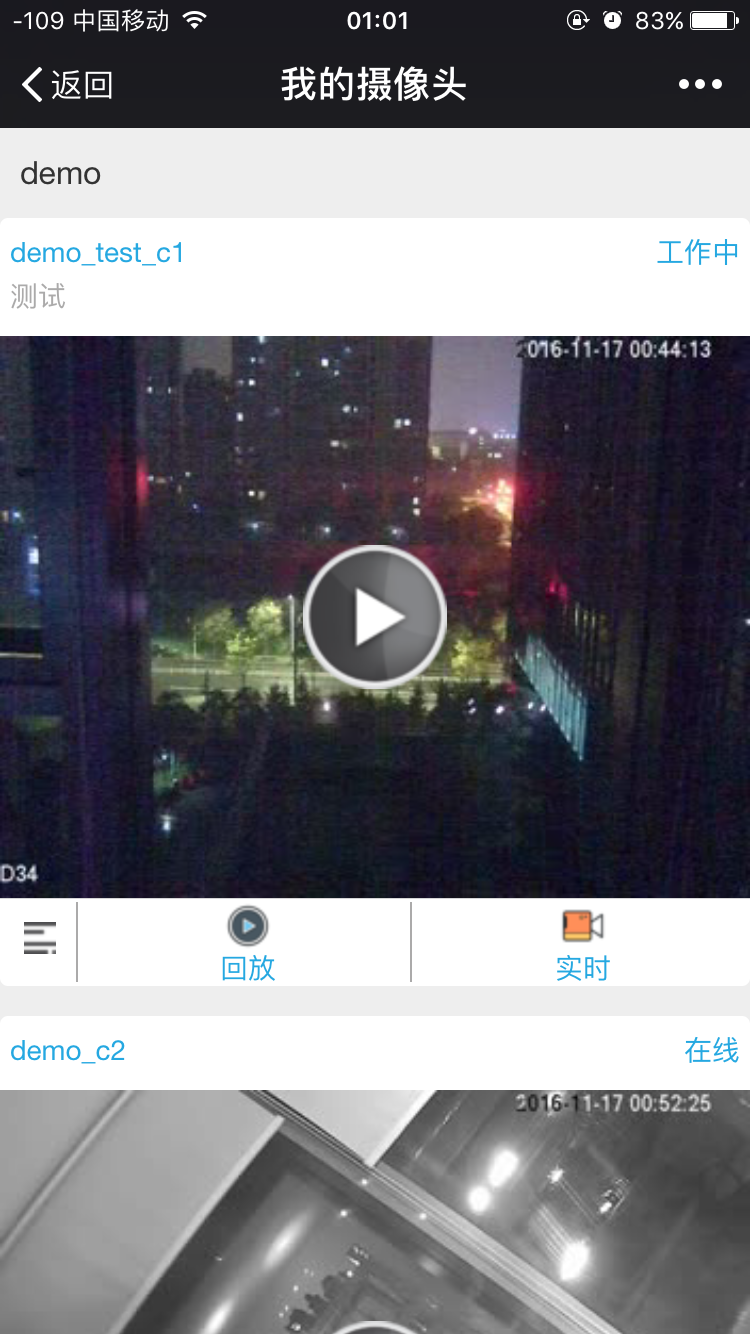 -109 中国移动 01:01 83%
返回 我的摄像头
demo
demo_test_c1 工作中
测试
2016-11-17 00:44:13
D34
回放 实时
demo_c2 在线
2016-11-17 00:52:25